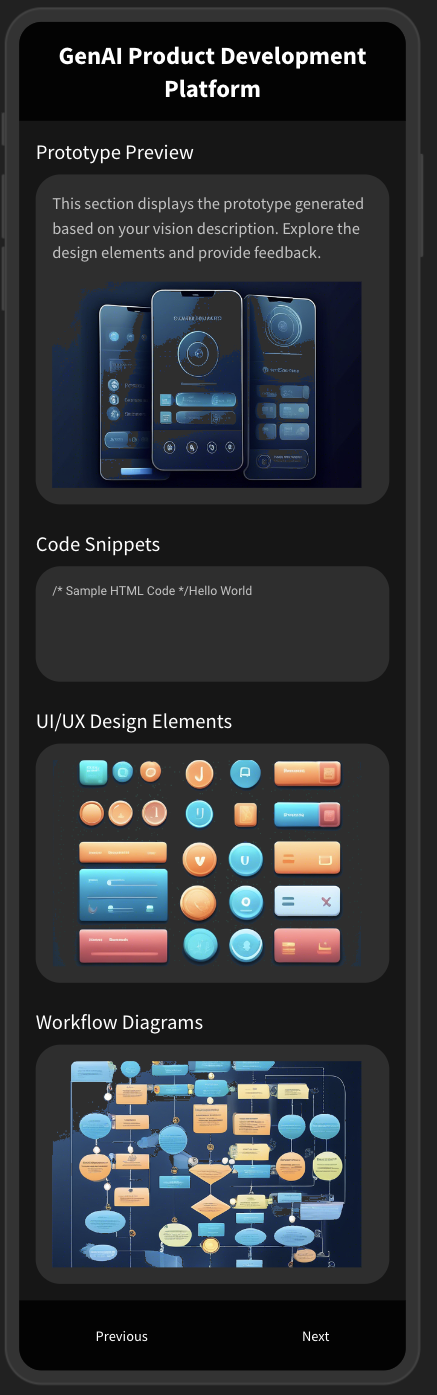 GenAI Product Development
Platform
Prototype Preview
This section displays the prototype generated
based on your vision description. Explore the
design elements and provide feedback.
Code Snippets
/* Sample HTML Code */Hello World
UI/UX Design Elements
Workflow Diagrams
Previous
Next